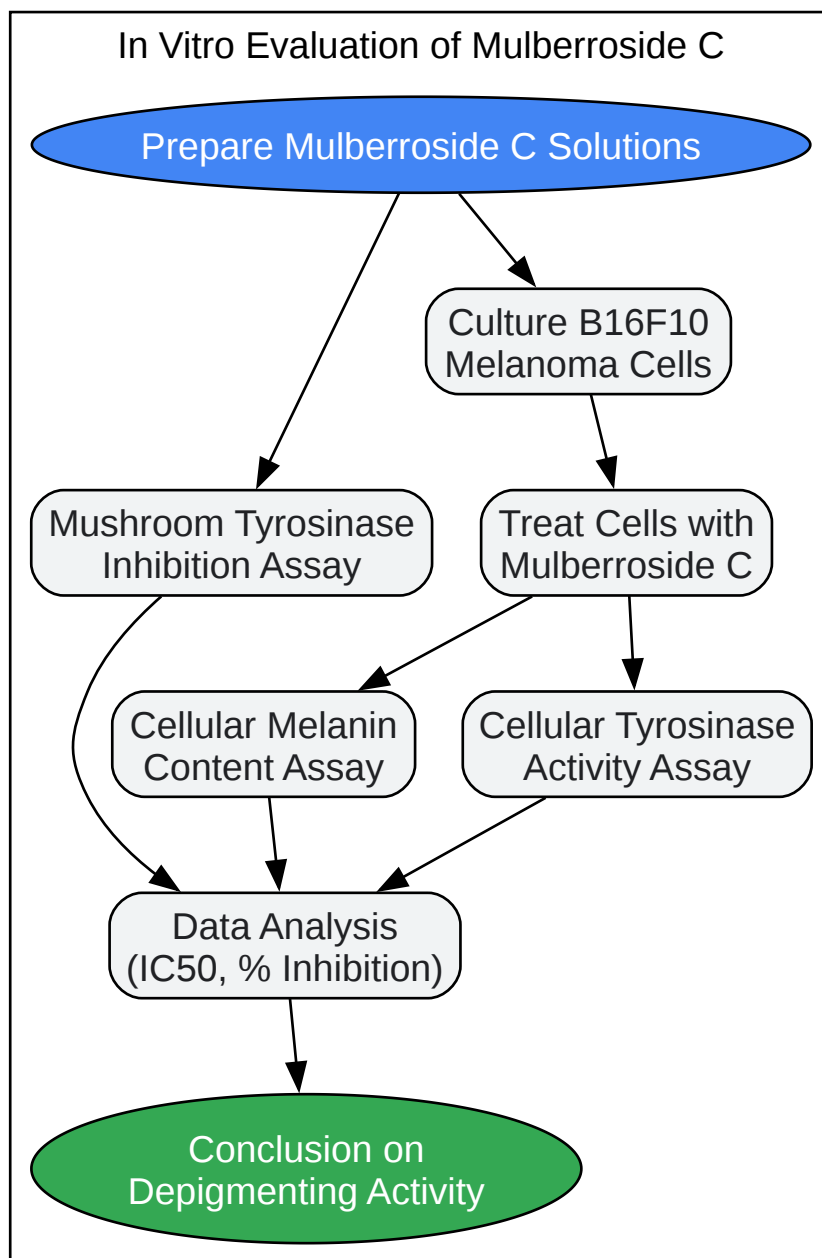 In Vitro Evaluation of Mulberroside C
Prepare Mulberroside C Solutions
Culture B16F10
Melanoma Cells
Mushroom Tyrosinase
Inhibition Assay
Treat Cells with
Mulberroside C
Cellular Melanin
Content Assay
Cellular Tyrosinase
Activity Assay
Data Analysis
(IC50, % Inhibition)
Conclusion on
Depigmenting Activity